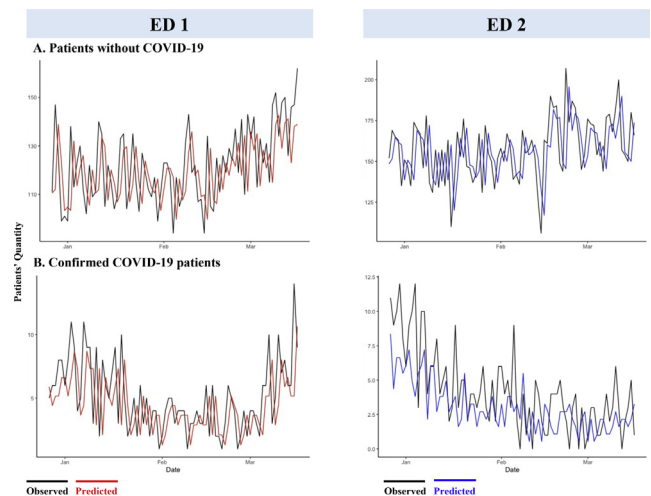 ED 1
ED 2
A. Patients without COVID-19
150
130
110
Jan
Feb
Mar
200
175
150
125
Jan
Feb
Mar
Patients' Quantity
B. Confirmed COVID-19 patients
10
5
Jan
Feb
Mar
Date
12.5
10.0
7.5
5.0
2.5
0.0
Jan
Feb
Mar
Date
Observed Predicted
Observed Predicted